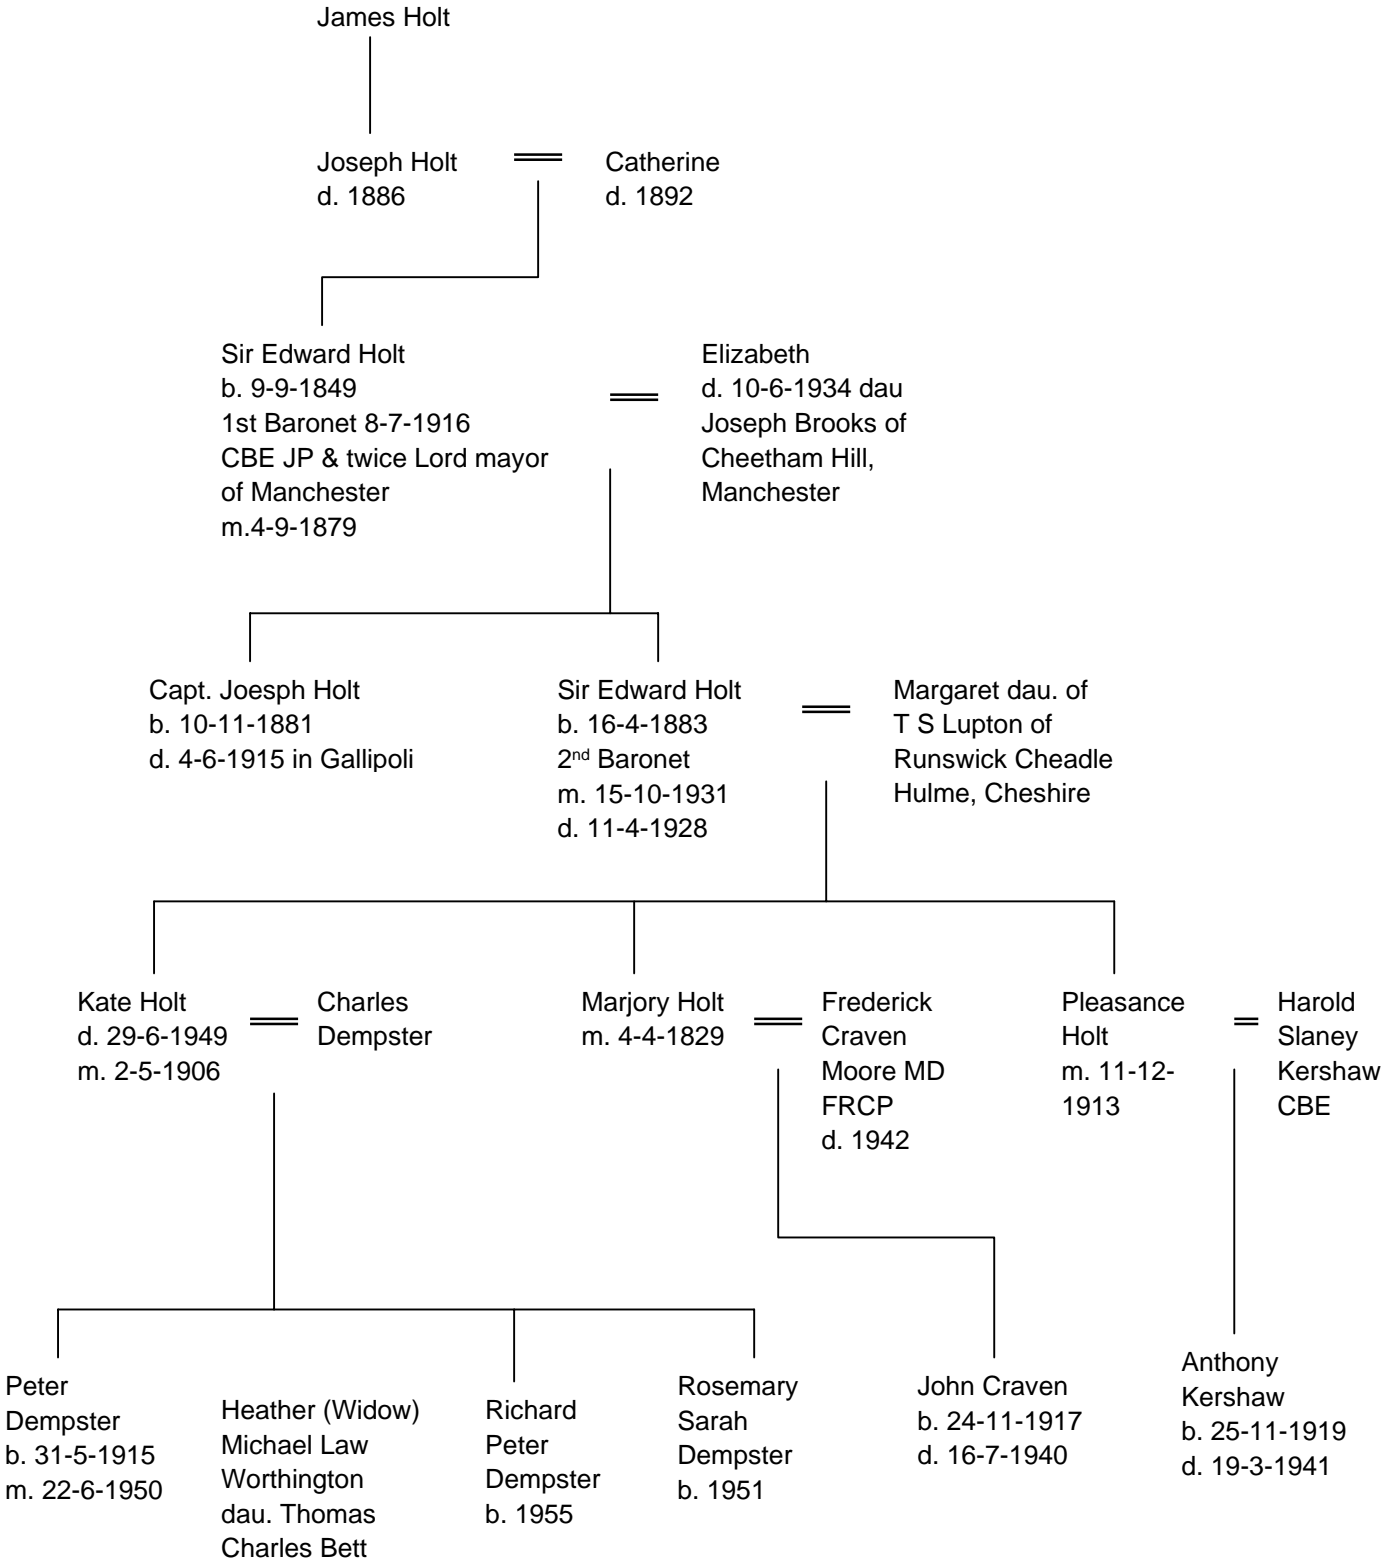 James Holt
Joseph Holt
d. 1886
Catherine
d. 1892
Sir Edward Holt
b. 9-9-1849
1st Baronet 8-7-1916
CBE JP & twice Lord mayor
of Manchester
m.4-9-1879
Elizabeth
d. 10-6-1934 dau
Joseph Brooks of
Cheetham Hill,
Manchester
Capt. Joesph Holt
b. 10-11-1881
d. 4-6-1915 in Gallipoli
Sir Edward Holt
b. 16-4-1883
2nd Baronet
m. 15-10-1931
d. 11-4-1928
Margaret dau. of
T S Lupton of
Runswick Cheadle
Hulme, Cheshire
Kate Holt
d. 29-6-1949
m. 2-5-1906
Charles
Dempster
Marjory Holt
m. 4-4-1829
Frederick
Craven
Moore MD
FRCP
d. 1942
Pleasance
Holt
m. 11-12-
1913
Harold
Slaney
Kershaw
CBE
Peter
Dempster
b. 31-5-1915
m. 22-6-1950
Heather (Widow)
Michael Law
Worthington
dau. Thomas
Charles Bett
Richard
Peter
Dempster
b. 1955
Rosemary
Sarah
Dempster
b. 1951
John Craven
b. 24-11-1917
d. 16-7-1940
Anthony
Kershaw
b. 25-11-1919
d. 19-3-1941